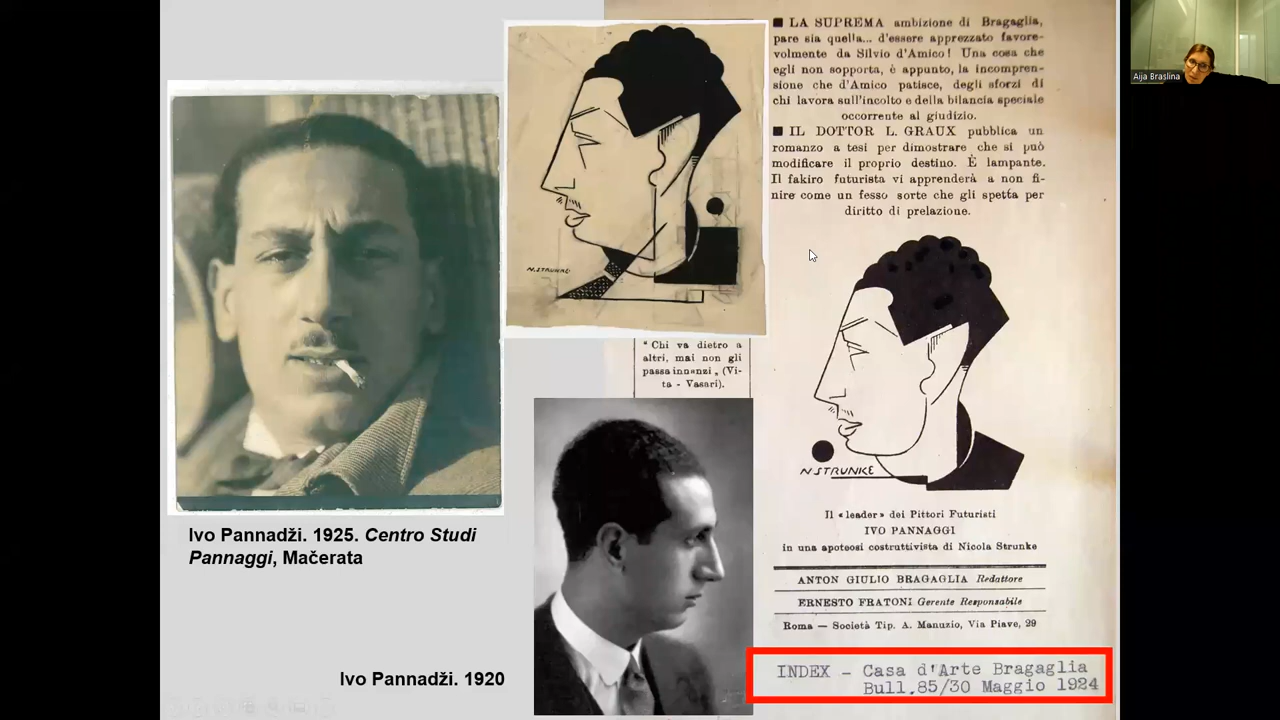 ■ LA SUPREMA ambizione di Bragaglia,
pare sia quella... d'essere apprezzato favore-
volmente da Silvio d'Amico! Una cosa che
egli non sopporta, è appunto, la incompren-
sione che d'Amico patisce, degli sforzi di
chi lavora sull'incolto e della bilancia speciale
occorrente al giudizio.
■ IL DOTTOR L. GRAUX pubblica un
romanzo a tesi per dimostrare che si può
modificare il proprio destino. È lampante.
Il fakiro futurista vi apprenderà a non fi-
nire come un fesso sorte che gli spetta per
diritto di prelazione.
Aija Braslina
N.STRUNKE
" Chi va dietro a
altri, mai non gli
passa innanzi „ (Vi-
ta - Vasari).
N STRUNKE
Il « leader » dei Pittori Futuristi
IVO PANNAGGI
in una apoteosi costruttivista di Nicola Strunke
ANTON GIULIO BRAGAGLIA Redattore
ERNESTO FRATONI Gerente Responsabile
Roma — Società Tip. A. Manuzio, Via Piave, 29
INDEX - Casa d'Arte Bragaglia
Bull.85/30 Maggio 1924
Ivo Pannadži. 1925. Centro Studi
Pannaggi, Mačerata
Ivo Pannadži. 1920